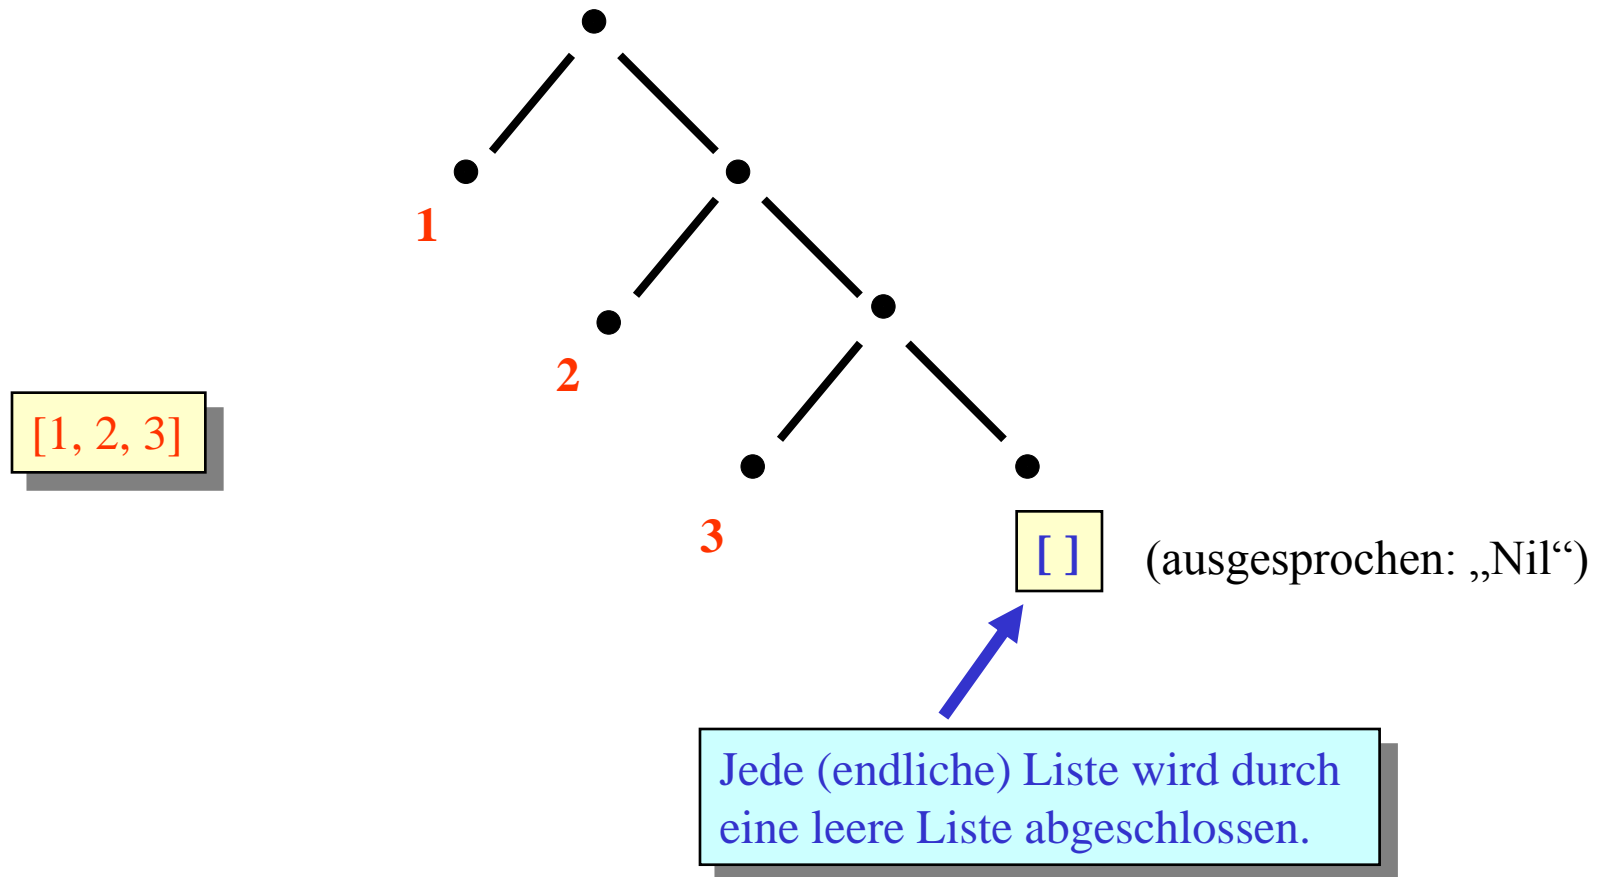 1
2
[1, 2, 3]
3
[ ] (ausgesprochen: „Nil“)
Jede (endliche) Liste wird durch
eine leere Liste abgeschlossen.